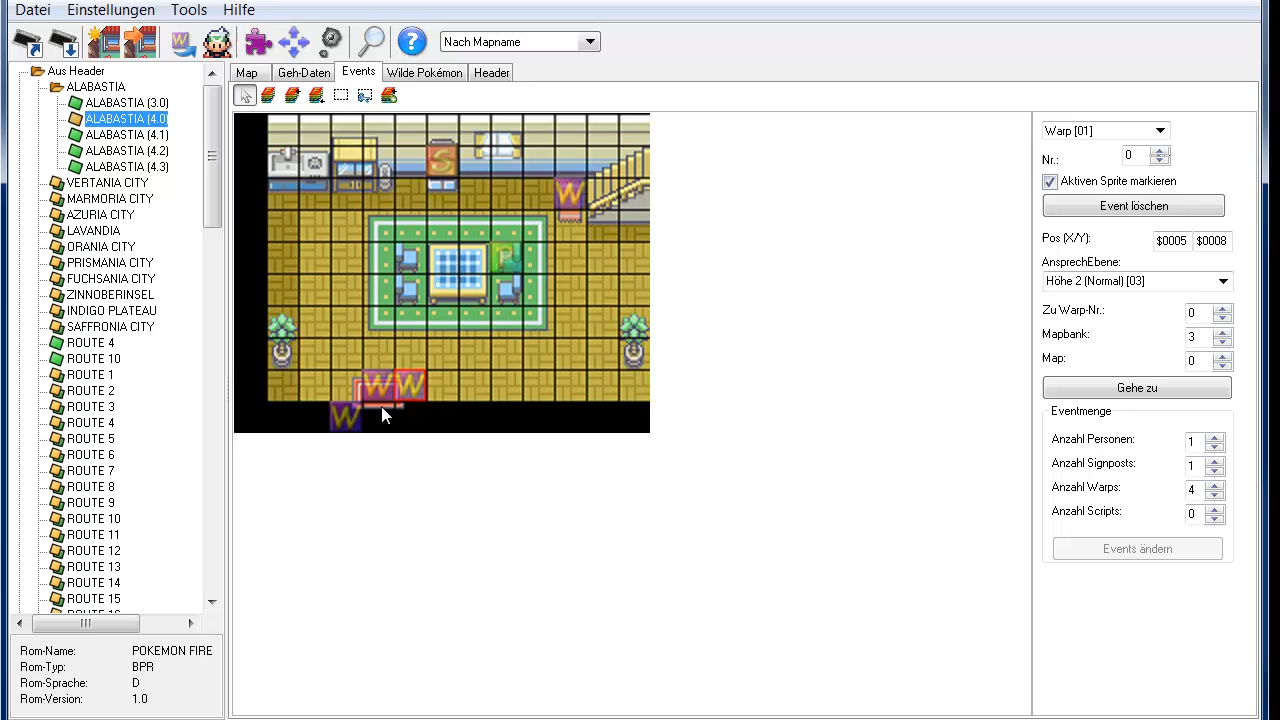 Datei Einstellungen Tools Hilfe
Nach Mapname
Aus Header
ALABASTIA
ALABASTIA (3.0)
ALABASTIA (4.0)
ALABASTIA (4.1)
ALABASTIA (4.2)
ALABASTIA (4.3)
VERTANIA CITY
MARMORIA CITY
AZURIA CITY
LAVANDIA
ORANIA CITY
PRISMANIA CITY
FUCHSANIA CITY
ZINNOBERINSEL
INDIGO PLATEAU
SAFFRONIA CITY
ROUTE 4
ROUTE 10
ROUTE 1
ROUTE 2
ROUTE 3
ROUTE 4
ROUTE 5
ROUTE 6
ROUTE 7
ROUTE 8
ROUTE 9
ROUTE 10
ROUTE 11
ROUTE 12
ROUTE 13
ROUTE 14
ROUTE 15
Rom-Name: POKEMON FIRE
Rom-Typ: BPR
Rom-Sprache: D
Rom-Version: 1.0
Map Geh-Daten Events Wilde Pokémon Header
W
P
W W
W
Warp [01]
Nr.: 0
Aktiven Sprite markieren
Event löschen
Pos (X/Y): $0005 $0008
AnsprechEbene:
Höhe 2 (Normal) [03]
Zu Warp-Nr.: 0
Mapbank: 3
Map: 0
Gehe zu
Eventmenge
Anzahl Personen: 1
Anzahl Signposts: 1
Anzahl Warps: 4
Anzahl Scripts: 0
Events ändern